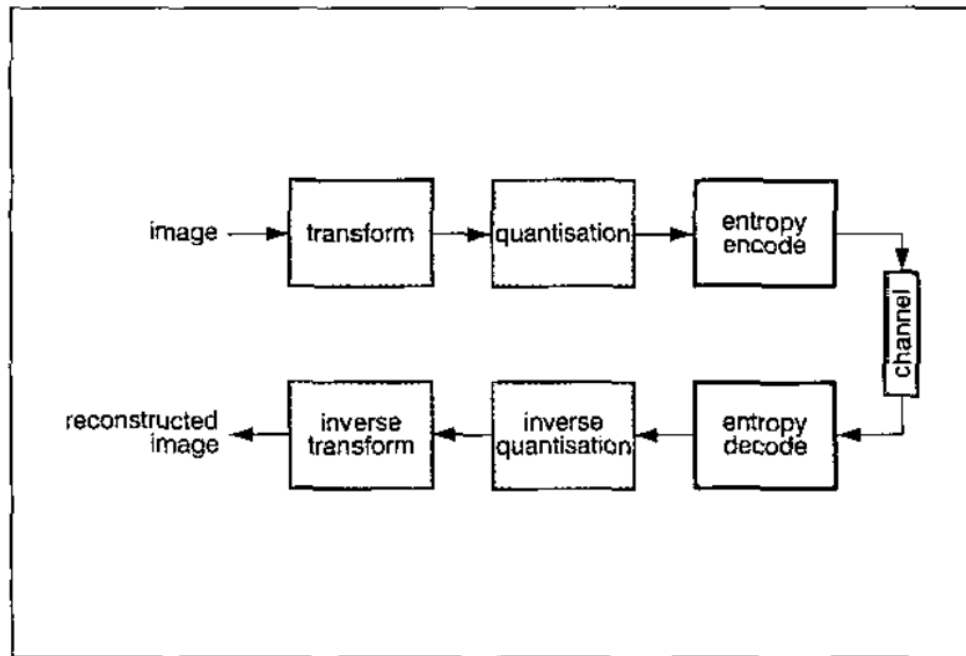 image
transform
quantisation
entropy
encode
channel
reconstructed
image
inverse
transform
inverse
quantisation
entropy
decode